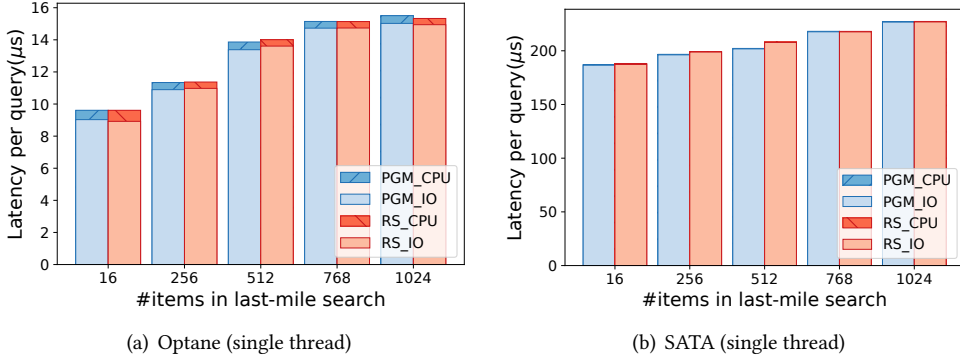 Latency per query(μs)
16
14
12
10
8
6
4
2
0
PGM_CPU
PGM_IO
RS_CPU
RS_IO
16 256 512 768 1024
#items in last-mile search
(a) Optane (single thread)
Latency per query(μs)
200
150
100
50
0
PGM_CPU
PGM_IO
RS_CPU
RS_IO
16 256 512 768 1024
#items in last-mile search
(b) SATA (single thread)